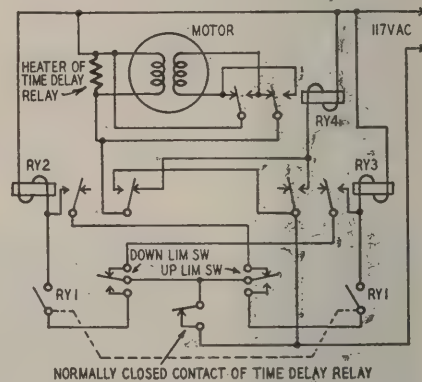 MOTOR
117VAC
HEATER OF
TIME DELAY
RELAY
RY4
RY2
RY3
DOWN LIM SW
UP LIM SW
RY1
RY1
NORMALLY CLOSED CONTACT OF TIME DELAY RELAY